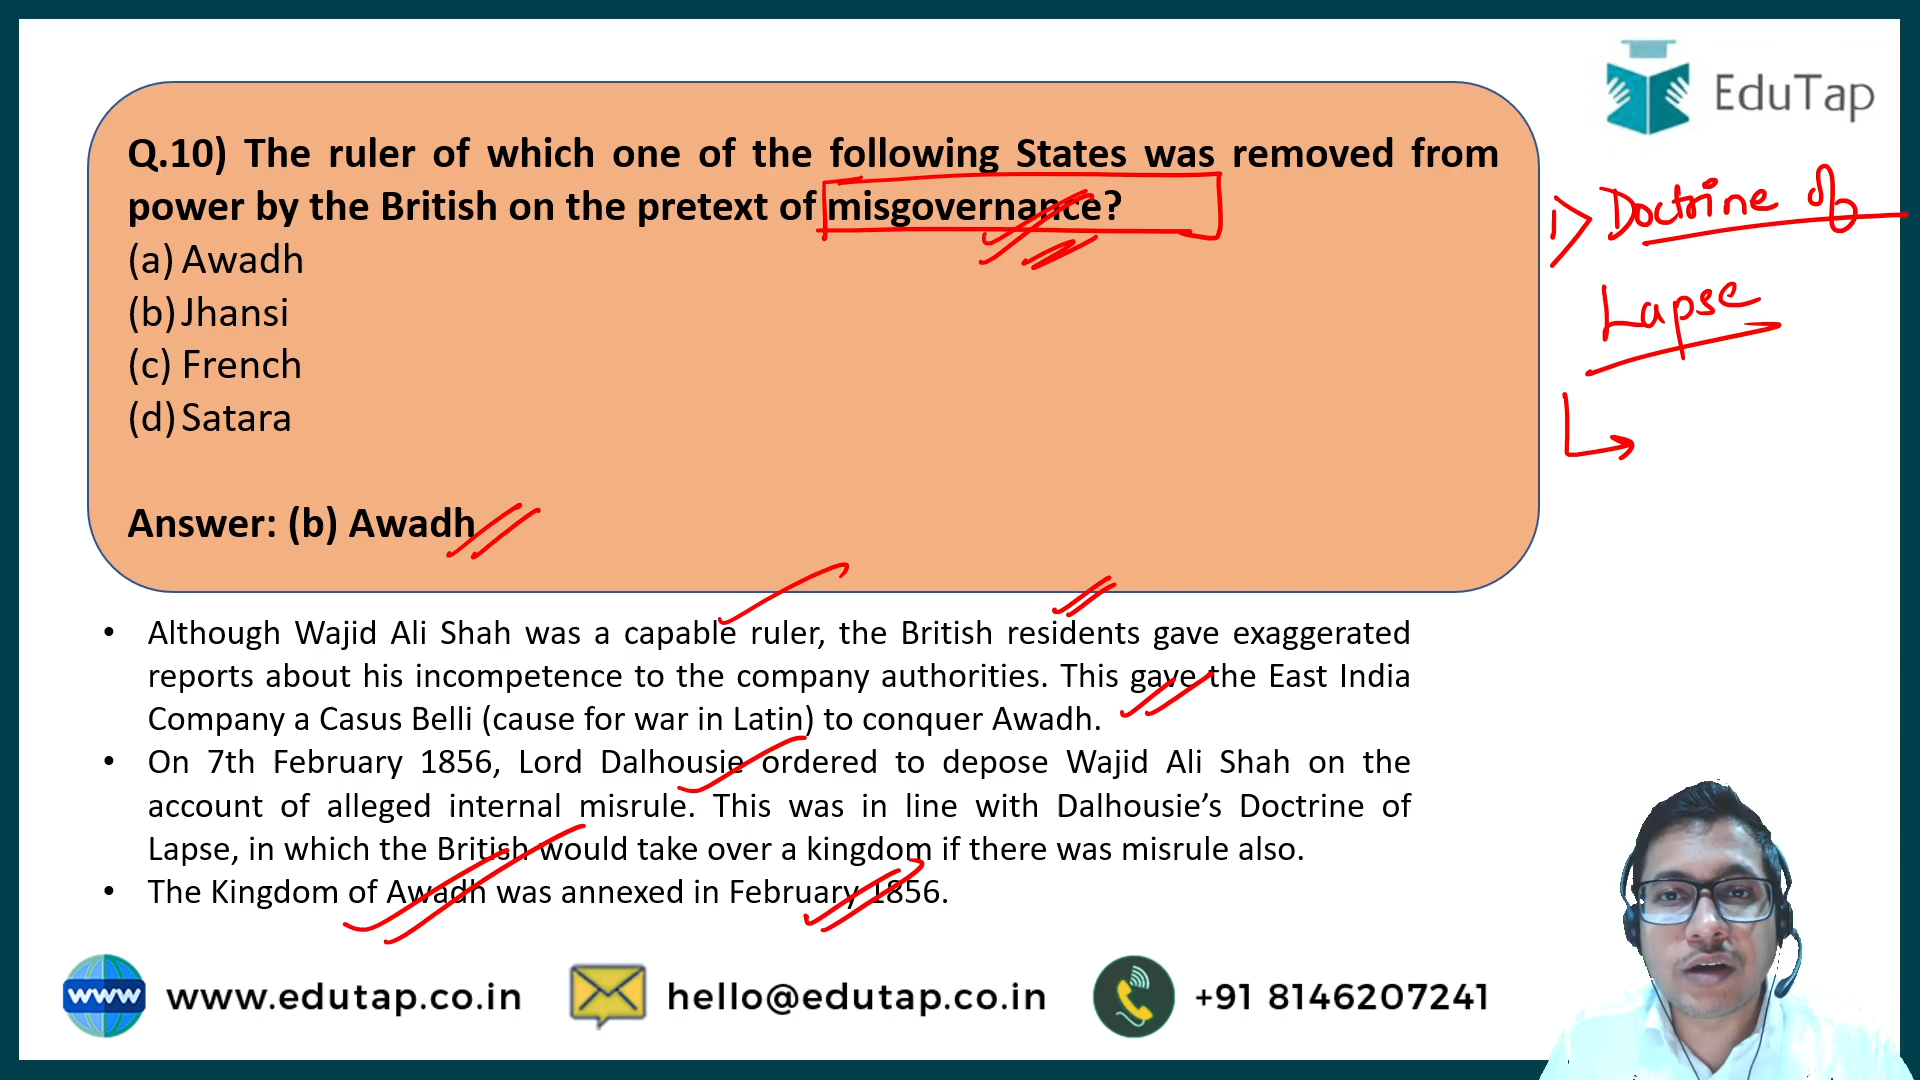 EduTap
Q.10) The ruler of which one of the following States was removed from
power by the British on the pretext of misgovernance?
(a) Awadh
(b) Jhansi
(c) French
(d) Satara
Answer: (b) Awadh
1) Doctrine of
Lapse
• Although Wajid Ali Shah was a capable ruler, the British residents gave exaggerated
reports about his incompetence to the company authorities. This gave the East India
Company a Casus Belli (cause for war in Latin) to conquer Awadh.
• On 7th February 1856, Lord Dalhousie ordered to depose Wajid Ali Shah on the
account of alleged internal misrule. This was in line with Dalhousie’s Doctrine of
Lapse, in which the British would take over a kingdom if there was misrule also.
• The Kingdom of Awadh was annexed in February 1856.
www www.edutap.co.in hello@edutap.co.in +91 8146207241